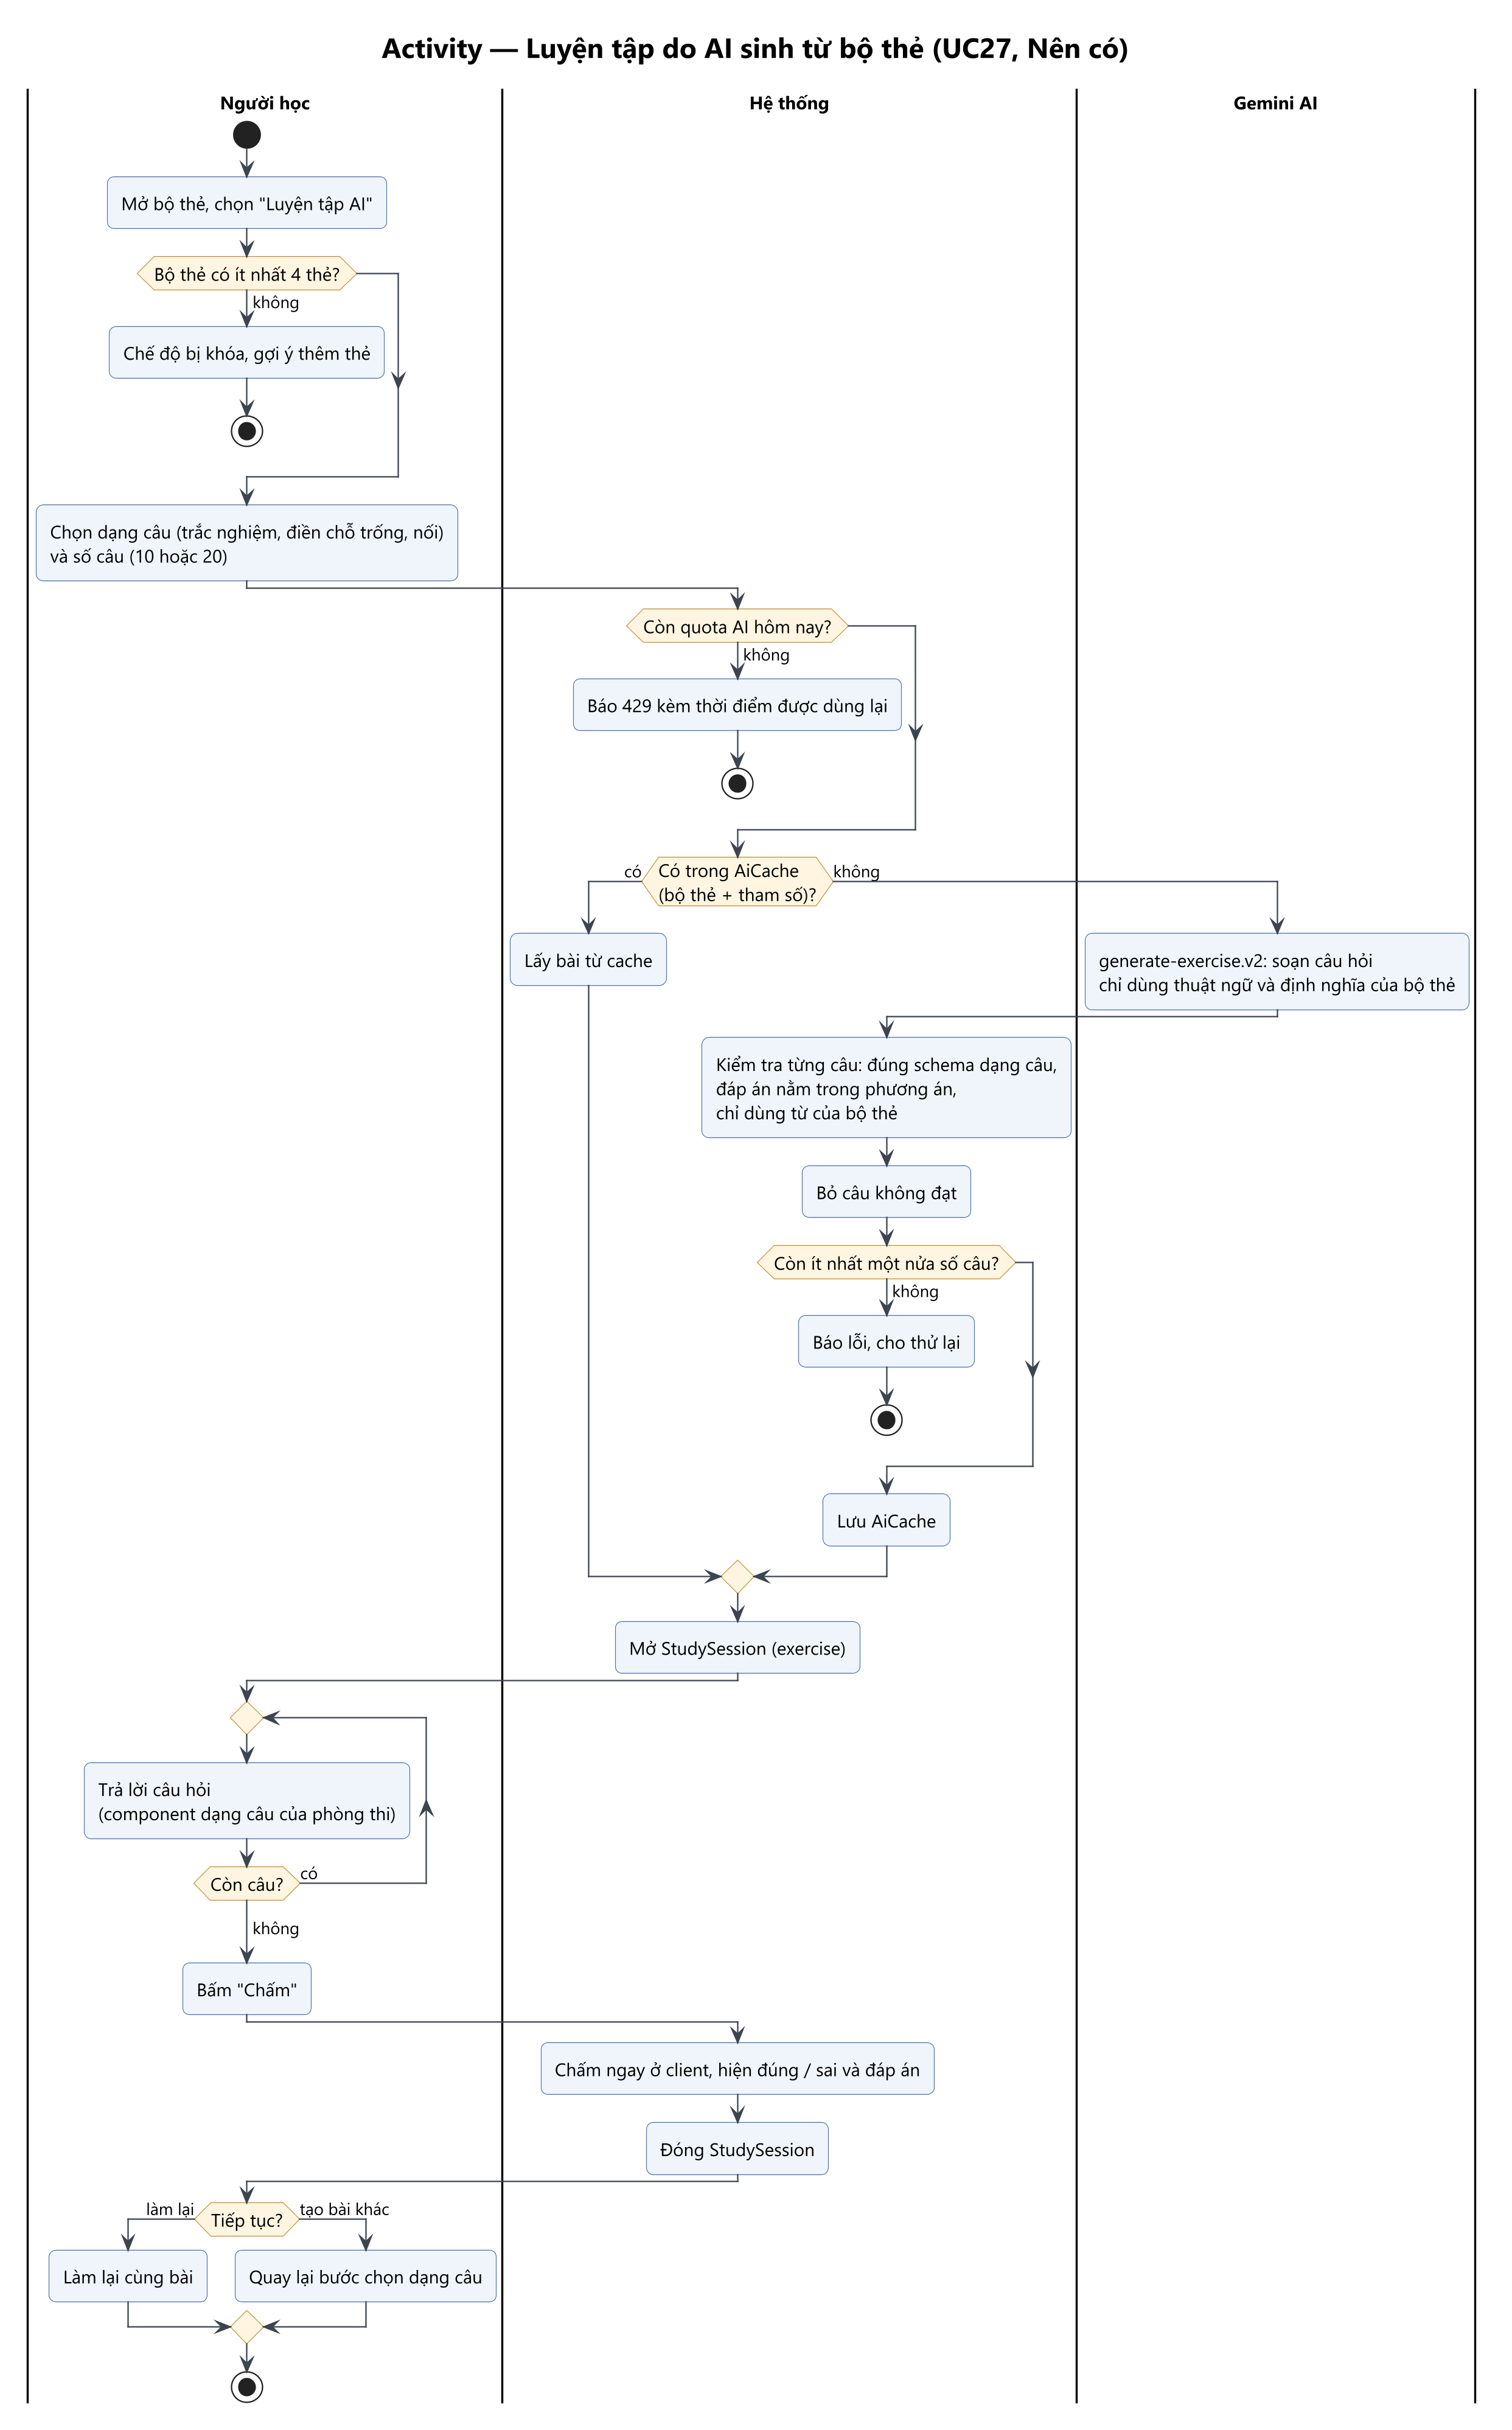 Activity — Luyện tập do AI sinh từ bộ thẻ (UC27, Nên có)
Người học
Hệ thống
Gemini AI
Mở bộ thẻ, chọn "Luyện tập AI"
Bộ thẻ có ít nhất 4 thẻ?
không
Chế độ bị khóa, gợi ý thêm thẻ
Chọn dạng câu (trắc nghiệm, điền chỗ trống, nối)
và số câu (10 hoặc 20)
Còn quota AI hôm nay?
không
Báo 429 kèm thời điểm được dùng lại
có
Có trong AiCache
(bộ thẻ + tham số)?
không
Lấy bài từ cache
generate-exercise.v2: soạn câu hỏi
chỉ dùng thuật ngữ và định nghĩa của bộ thẻ
Kiểm tra từng câu: đúng schema dạng câu,
đáp án nằm trong phương án,
chỉ dùng từ của bộ thẻ
Bỏ câu không đạt
Còn ít nhất một nửa số câu?
không
Báo lỗi, cho thử lại
Lưu AiCache
Mở StudySession (exercise)
Trả lời câu hỏi
(component dạng câu của phòng thi)
Còn câu?
có
không
Bấm "Chấm"
Chấm ngay ở client, hiện đúng / sai và đáp án
Đóng StudySession
làm lại
Tiếp tục?
tạo bài khác
Làm lại cùng bài
Quay lại bước chọn dạng câu